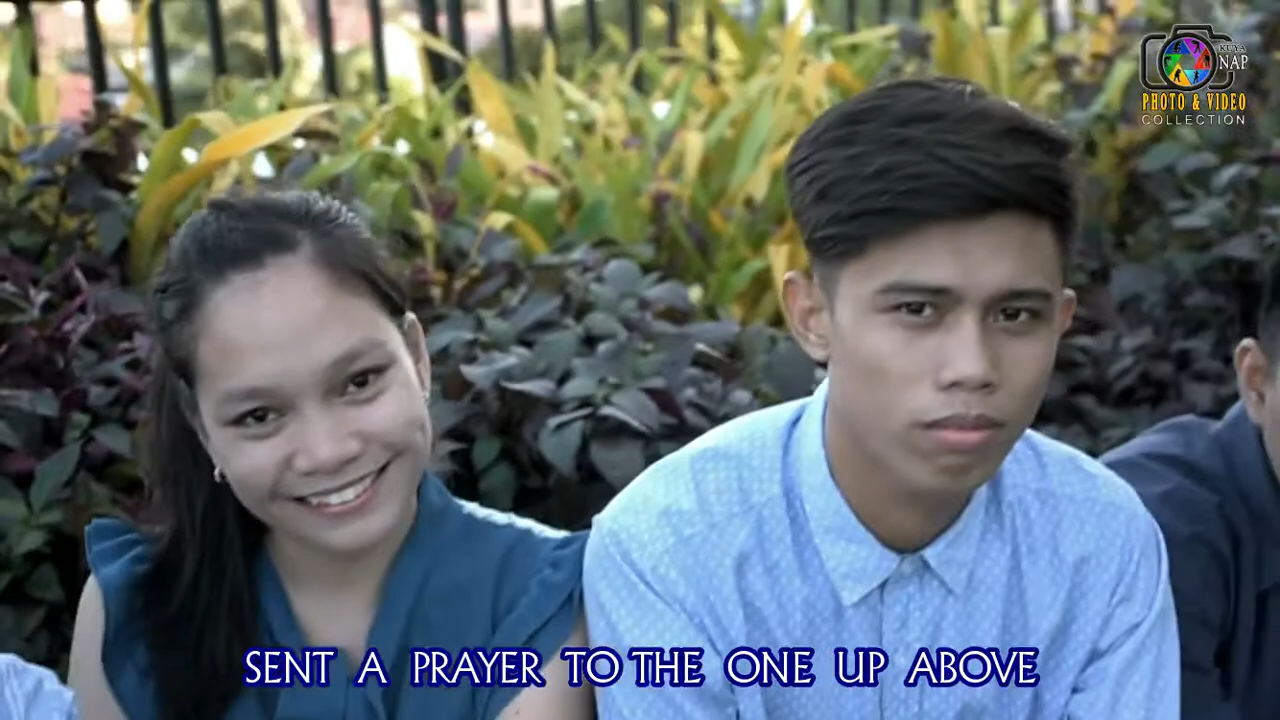 KUYA
NAP
PHOTO & VIDEO
COLLECTION
SENT A PRAYER TO THE ONE UP ABOVE